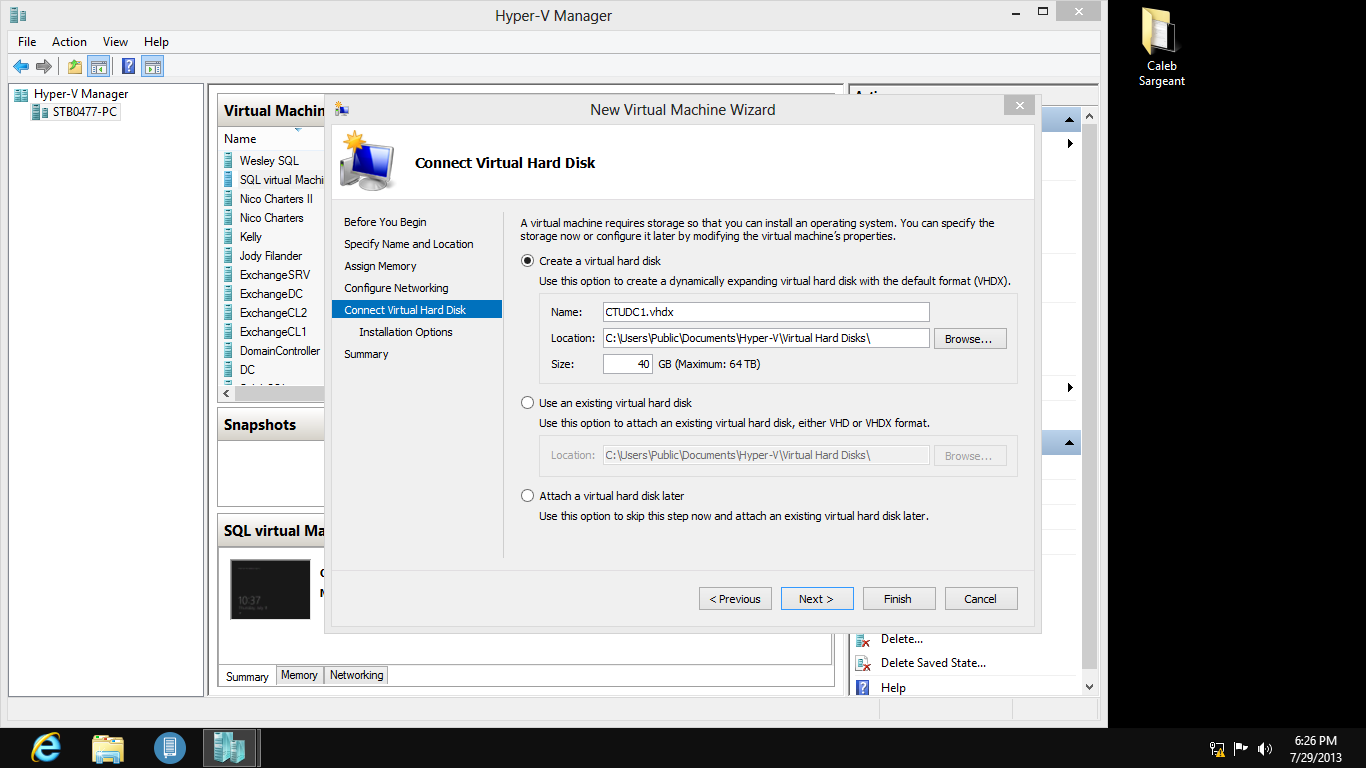 Hyper-V Manager
File Action View Help
Hyper-V Manager
STB0477-PC
Virtual Machin
Name
Wesley SQL
SQL virtual Machi
Nico Charters II
Nico Charters
Kelly
Jody Filander
ExchangeSRV
ExchangeDC
ExchangeCL2
ExchangeCL1
DomainController
DC
Snapshots
SQL virtual Ma
10:37
Summary Memory Networking
New Virtual Machine Wizard
Connect Virtual Hard Disk
Before You Begin
Specify Name and Location
Assign Memory
Configure Networking
Connect Virtual Hard Disk
Installation Options
Summary
A virtual machine requires storage so that you can install an operating system. You can specify the
storage now or configure it later by modifying the virtual machine's properties.
Create a virtual hard disk
Use this option to create a dynamically expanding virtual hard disk with the default format (VHDX).
Name: CTUDC1.vhdx
Location: C:\Users\Public\Documents\Hyper-V\Virtual Hard Disks\ Browse...
Size: 40 GB (Maximum: 64 TB)
Use an existing virtual hard disk
Use this option to attach an existing virtual hard disk, either VHD or VHDX format.
Location: C:\Users\Public\Documents\Hyper-V\Virtual Hard Disks\ Browse...
Attach a virtual hard disk later
Use this option to skip this step now and attach an existing virtual hard disk later.
< Previous Next > Finish Cancel
Delete...
Delete Saved State...
Help
Caleb
Sargeant
6:26 PM
7/29/2013